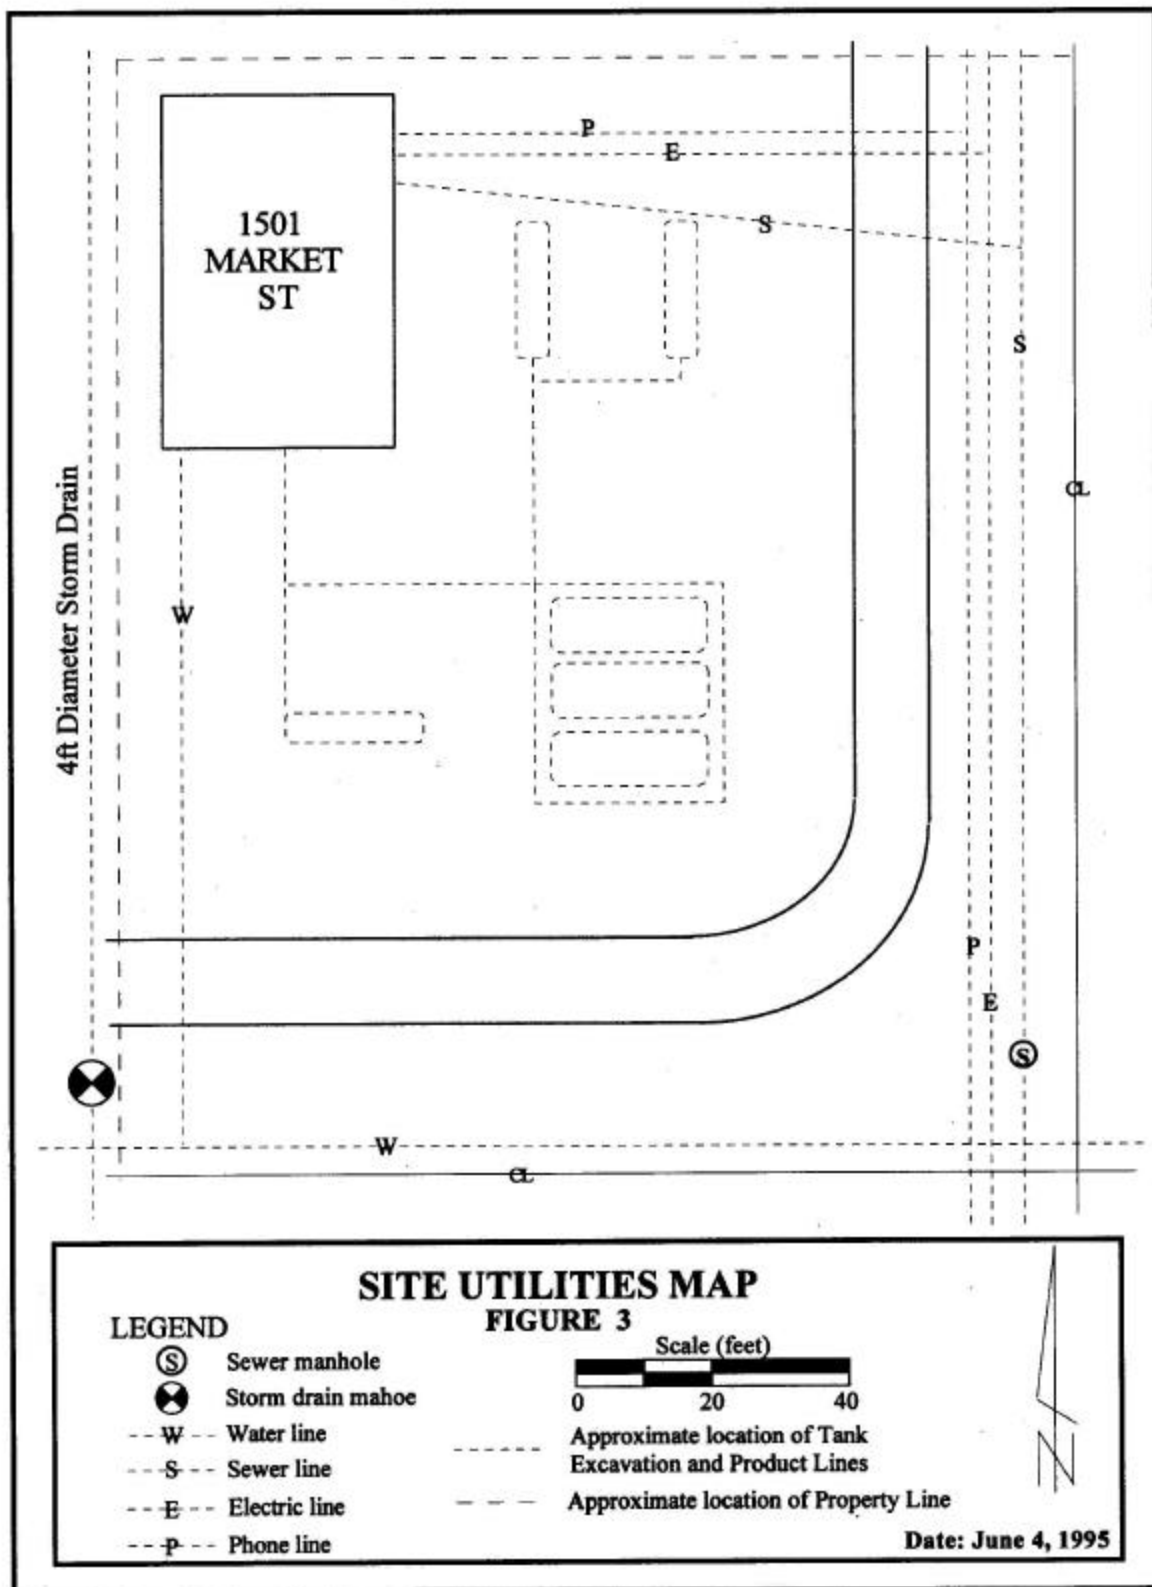 P
E
1501
MARKET
ST
S
S
4ft Diameter Storm Drain
CL
W
P
E
S
W
CL
SITE UTILITIES MAP
FIGURE 3
LEGEND
S Sewer manhole
Storm drain mahoe
W Water line
S Sewer line
E Electric line
P Phone line
Scale (feet)
0 20 40
Approximate location of Tank
Excavation and Product Lines
Approximate location of Property Line
N
Date: June 4, 1995